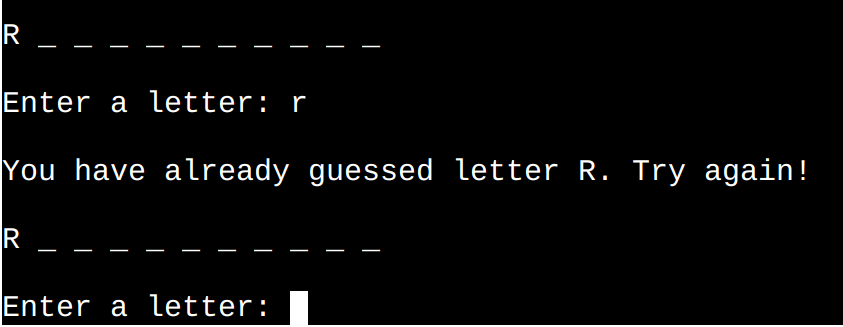 R _ _ _ _ _ _ _ _ _ _
Enter a letter: r
You have already guessed letter R. Try again!
R _ _ _ _ _ _ _ _ _ _
Enter a letter: